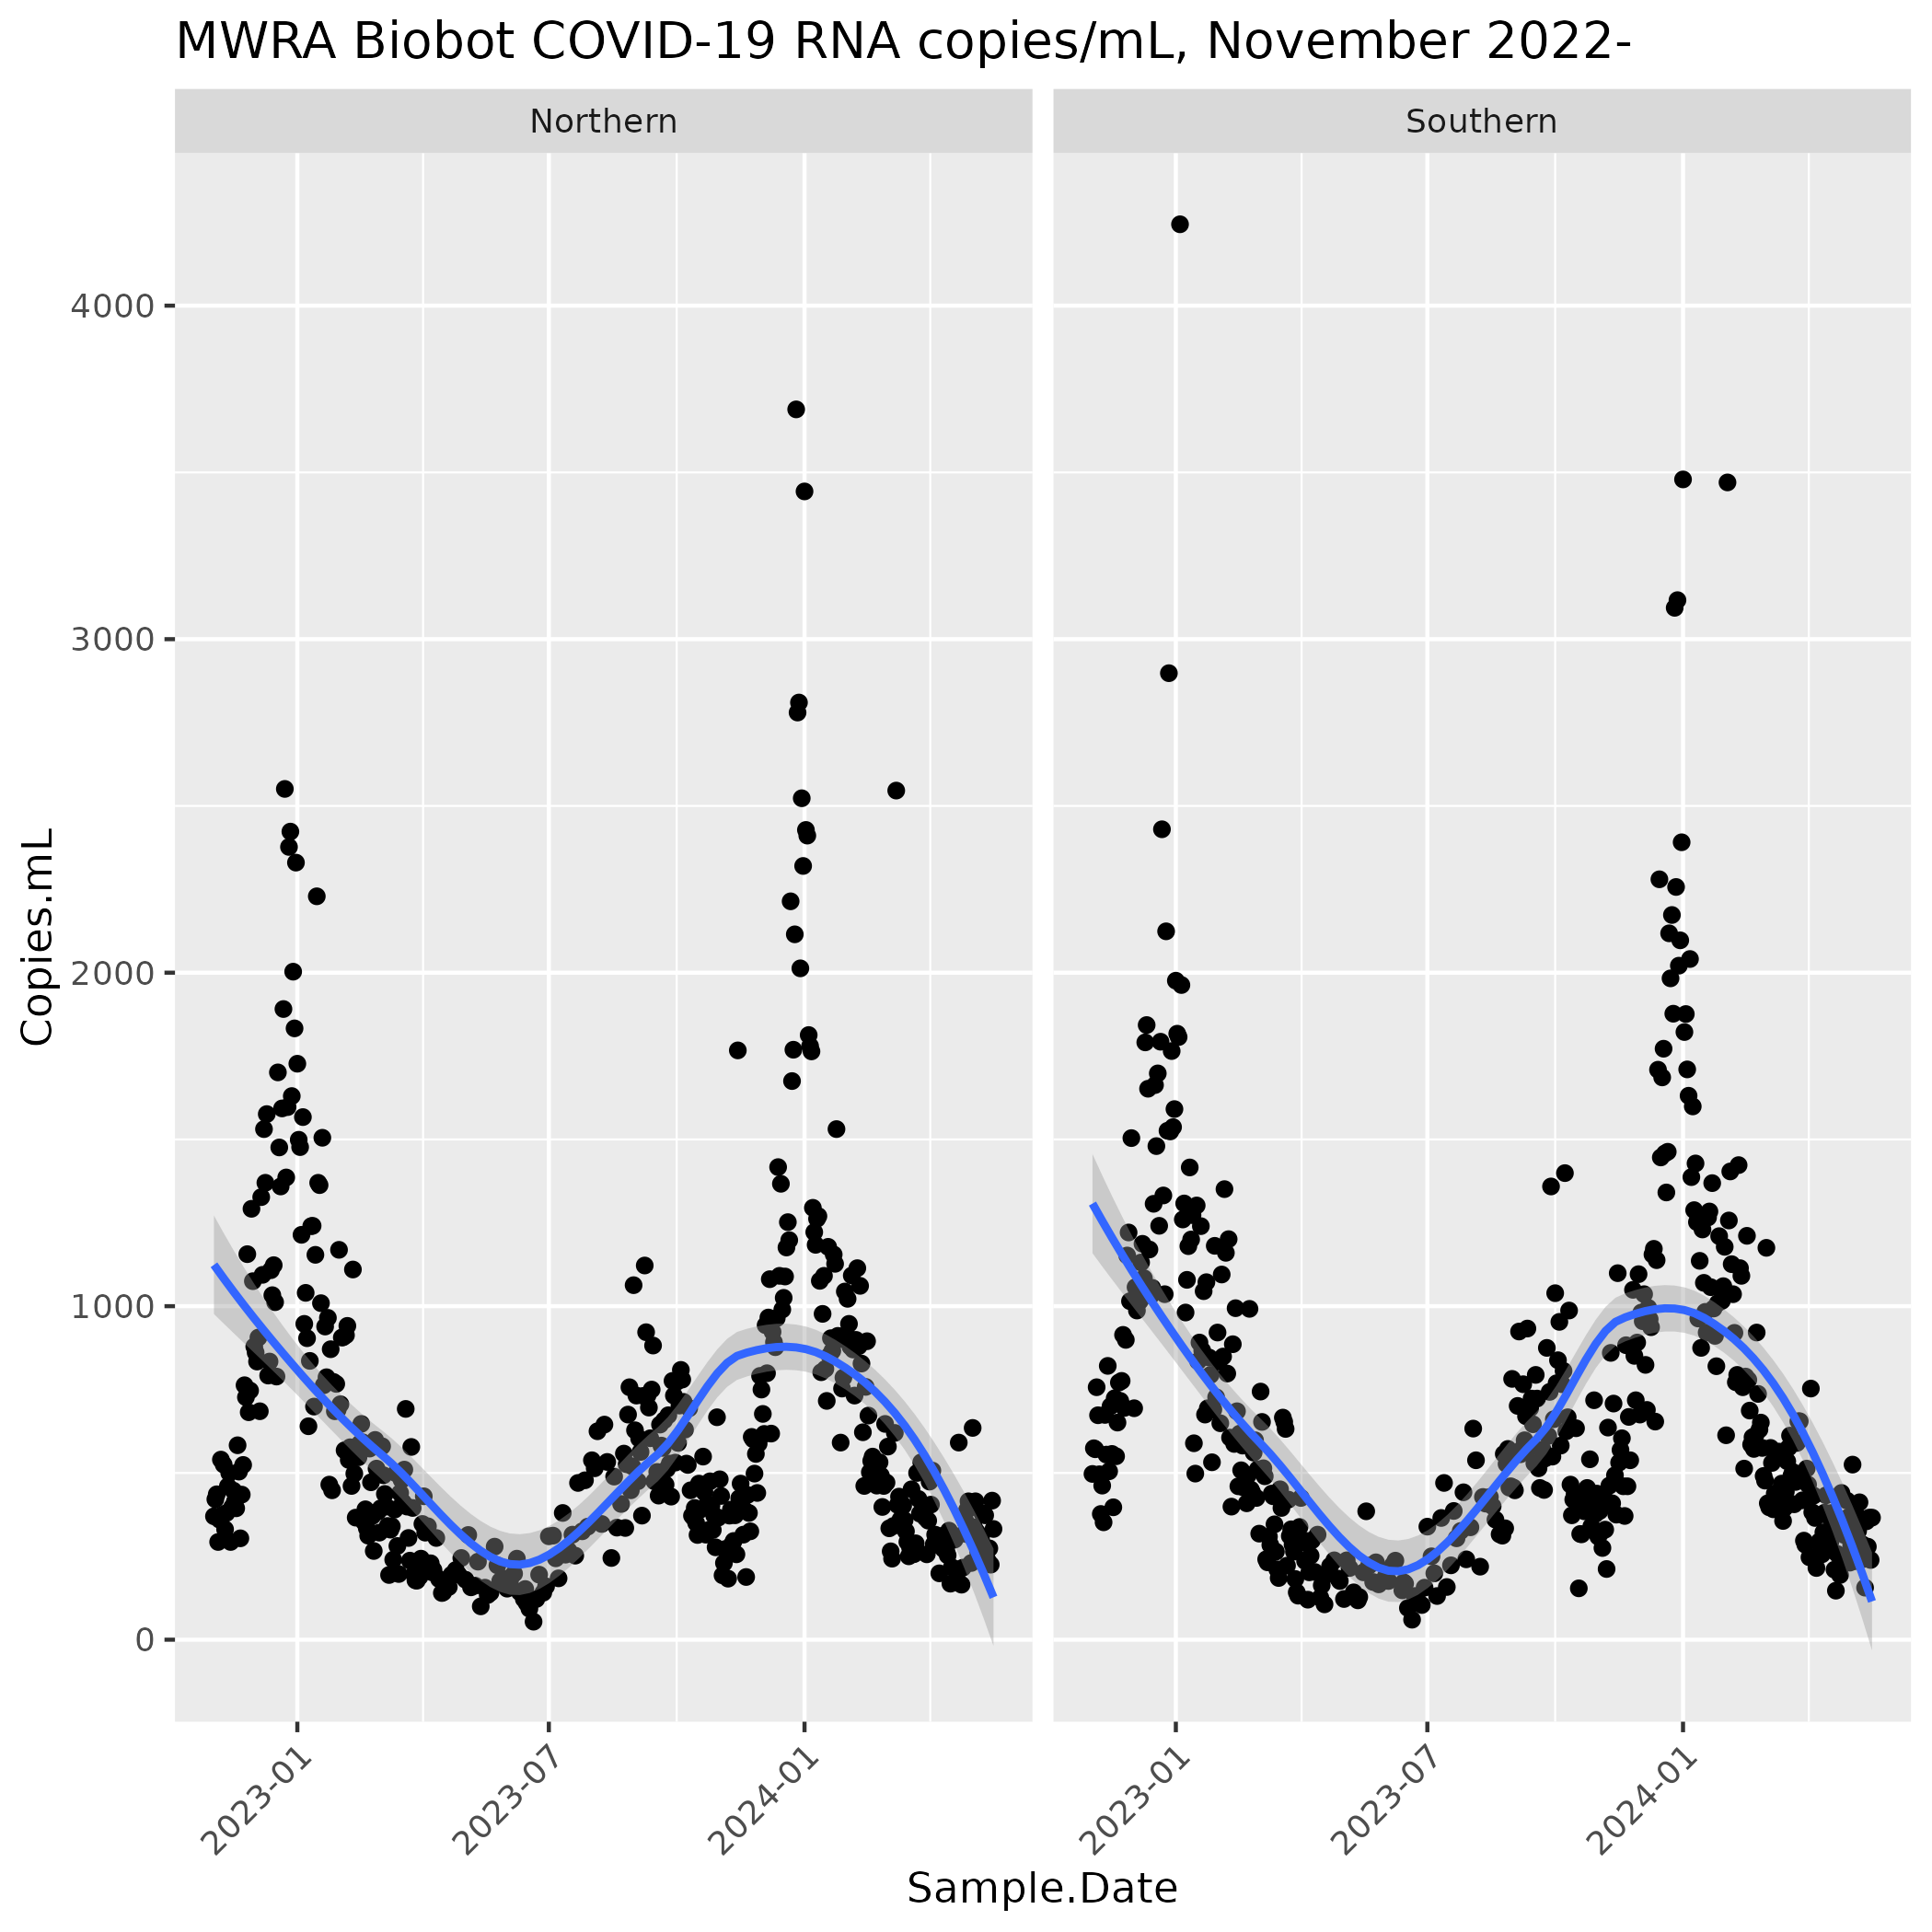 MWRA Biobot COVID-19 RNA copies/mL, November 2022-
Northern
Southern
Copies.mL
4000
3000
2000
1000
0
2023-01
2023-07
2024-01
2023-01
2023-07
2024-01
Sample.Date